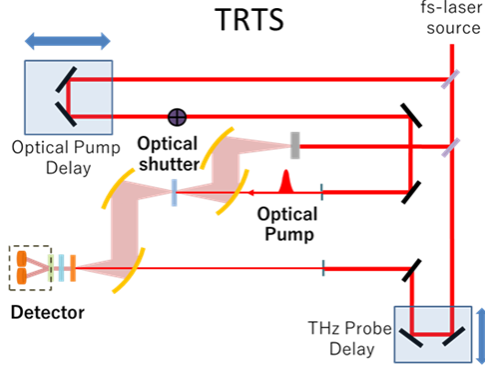 TRTS
fs-laser
source
Optical Pump
Delay
Optical
shutter
Optical
Pump
Detector
THz Probe
Delay